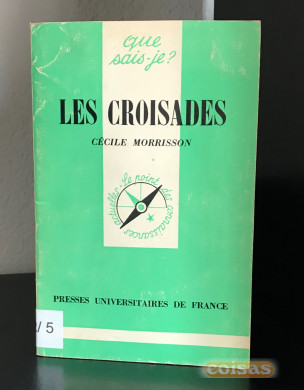 que
sais-je?
LES CROISADES
CÉCILE MORRISSON
Le point des connaissances actuelles
PRESSES UNIVERSITAIRES DE FRANCE
/ 5
coisas